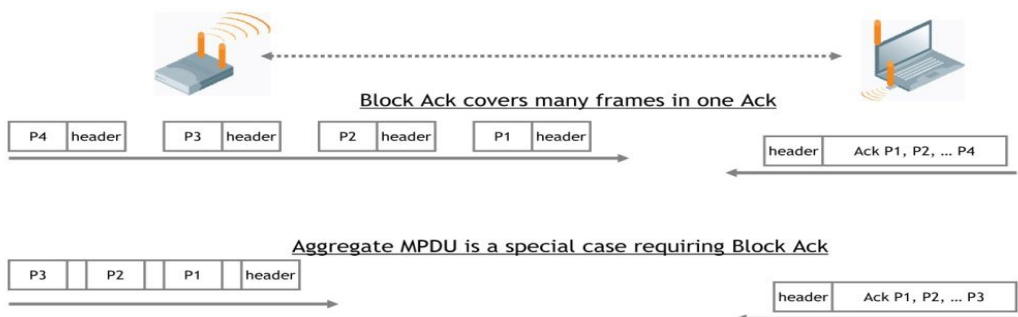 Block Ack covers many frames in one Ack
P4 header P3 header P2 header P1 header
header Ack P1, P2, ... P4
Aggregate MPDU is a special case requiring Block Ack
P3 P2 P1 header
header Ack P1, P2, ... P3